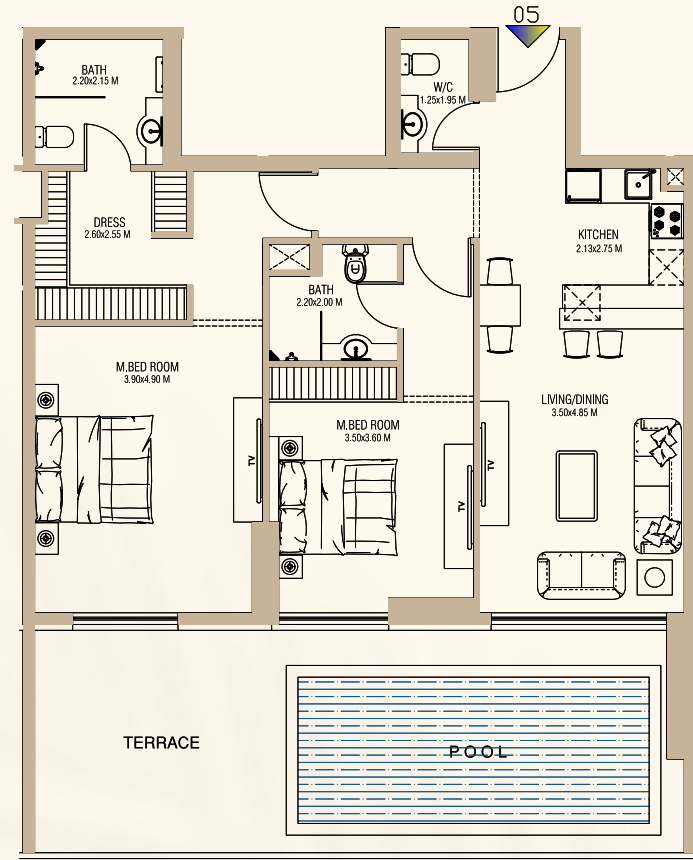 05
BATH
2.20x2.15 M
W/C
1.25x1.95 M
DRESS
2.60x2.55 M
KITCHEN
2.13x2.75 M
BATH
2.20x2.00 M
M.BED ROOM
3.90x4.90 M
LIVING/DINING
3.50x4.85 M
M.BED ROOM
3.50x3.60 M
TV
TV
TV
TERRACE
POOL